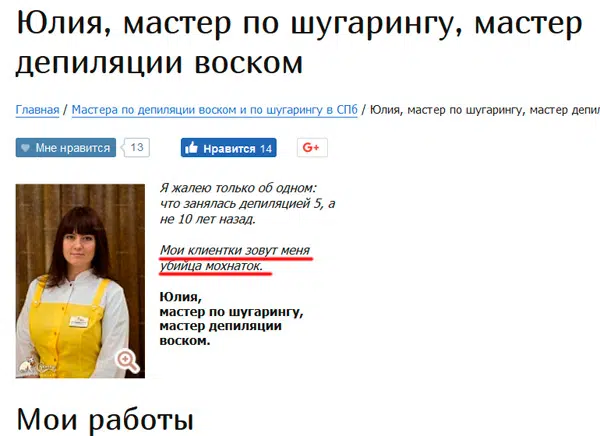 Юлия, мастер по шугарингу, мастер
депиляции воском
Главная / Мастера по депиляции воском и по шугарингу в СПб / Юлия, мастер по шугарингу, мастер депил
Мне нравится 13
Нравится 14
G+
Я жалею только об одном:
что занялась депиляцией 5, а
не 10 лет назад.
Мои клиентки зовут меня
убийца мохнаток.
Юлия,
мастер по шугарингу,
мастер депиляции
воском.
Мои работы